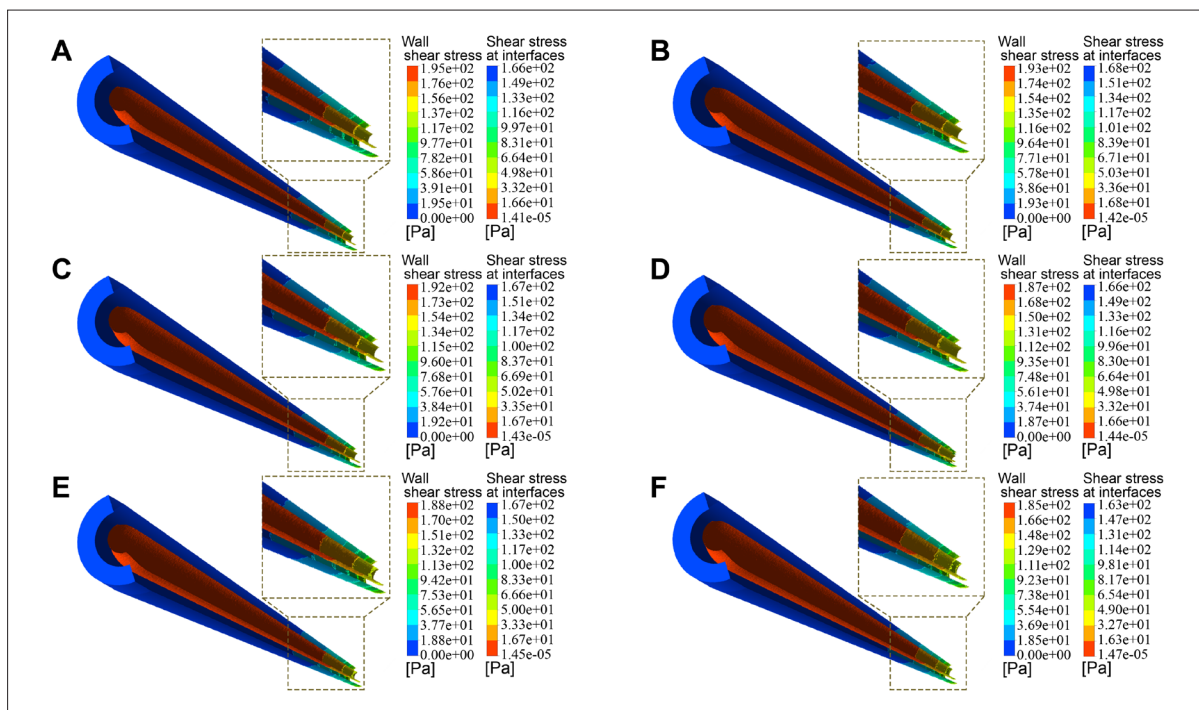 A
Wall shear stress
1.95e+02
1.76e+02
1.56e+02
1.37e+02
1.17e+02
9.77e+01
7.82e+01
5.86e+01
3.91e+01
1.95e+01
0.00e+00
[Pa]
Shear stress at interfaces
1.66e+02
1.49e+02
1.33e+02
1.16e+02
9.97e+01
8.31e+01
6.64e+01
4.98e+01
3.32e+01
1.66e+01
1.41e-05
[Pa]
B
Wall shear stress
1.93e+02
1.74e+02
1.54e+02
1.35e+02
1.16e+02
9.64e+01
7.71e+01
5.78e+01
3.86e+01
1.93e+01
0.00e+00
[Pa]
Shear stress at interfaces
1.68e+02
1.51e+02
1.34e+02
1.17e+02
1.01e+02
8.39e+01
6.71e+01
5.03e+01
3.36e+01
1.68e+01
1.42e-05
[Pa]
C
Wall shear stress
1.92e+02
1.73e+02
1.54e+02
1.34e+02
1.15e+02
9.60e+01
7.68e+01
5.76e+01
3.84e+01
1.92e+01
0.00e+00
[Pa]
Shear stress at interfaces
1.67e+02
1.51e+02
1.34e+02
1.17e+02
1.00e+02
8.37e+01
6.69e+01
5.02e+01
3.35e+01
1.67e+01
1.43e-05
[Pa]
D
Wall shear stress
1.87e+02
1.68e+02
1.50e+02
1.31e+02
1.12e+02
9.35e+01
7.48e+01
5.61e+01
3.74e+01
1.87e+01
0.00e+00
[Pa]
Shear stress at interfaces
1.66e+02
1.49e+02
1.33e+02
1.16e+02
9.96e+01
8.30e+01
6.64e+01
4.98e+01
3.32e+01
1.66e+01
1.44e-05
[Pa]
E
Wall shear stress
1.88e+02
1.70e+02
1.51e+02
1.32e+02
1.13e+02
9.42e+01
7.53e+01
5.65e+01
3.77e+01
1.88e+01
0.00e+00
[Pa]
Shear stress at interfaces
1.67e+02
1.50e+02
1.33e+02
1.17e+02
1.00e+02
8.33e+01
6.66e+01
5.00e+01
3.33e+01
1.67e+01
1.45e-05
[Pa]
F
Wall shear stress
1.85e+02
1.66e+02
1.48e+02
1.29e+02
1.11e+02
9.23e+01
7.38e+01
5.54e+01
3.69e+01
1.85e+01
0.00e+00
[Pa]
Shear stress at interfaces
1.63e+02
1.47e+02
1.31e+02
1.14e+02
9.81e+01
8.17e+01
6.54e+01
4.90e+01
3.27e+01
1.63e+01
1.47e-05
[Pa]